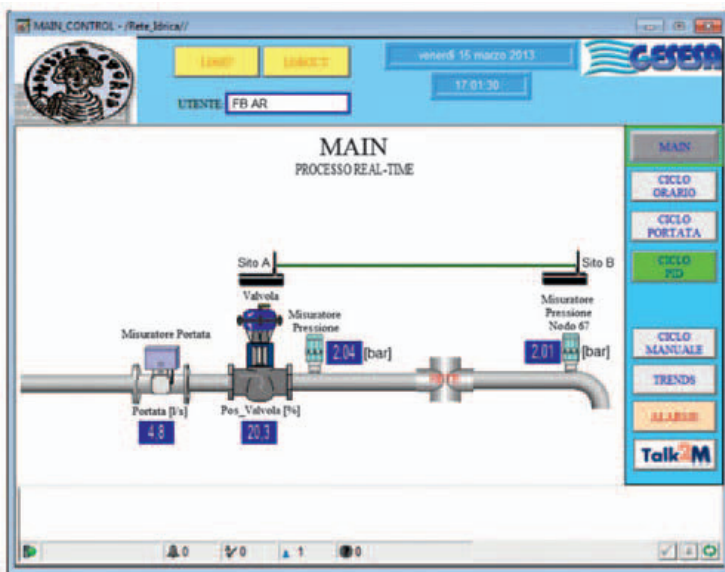 MAIN_CONTROL - /Rete_Idrica//
LOGOUT
UTENTE FB AR
venerdì 15 marzo 2013
17:01:30
GESESA
MAIN
PROCESSO REAL-TIME
Sito A
Sito B
Valvola
Misuratore
Pressione
Misuratore
Pressione
Nodo 67
Misuratore Portata
2.04 [bar]
2.01 [bar]
Portata [l/s]
4.8
Pos_Valvola [%]
20.3
MAIN
CICLO
ORARIO
CICLO
PORTATA
CICLO
PID
CICLO
MANUALE
TRENDS
ALARMS
Talk2M
0
0
1
0